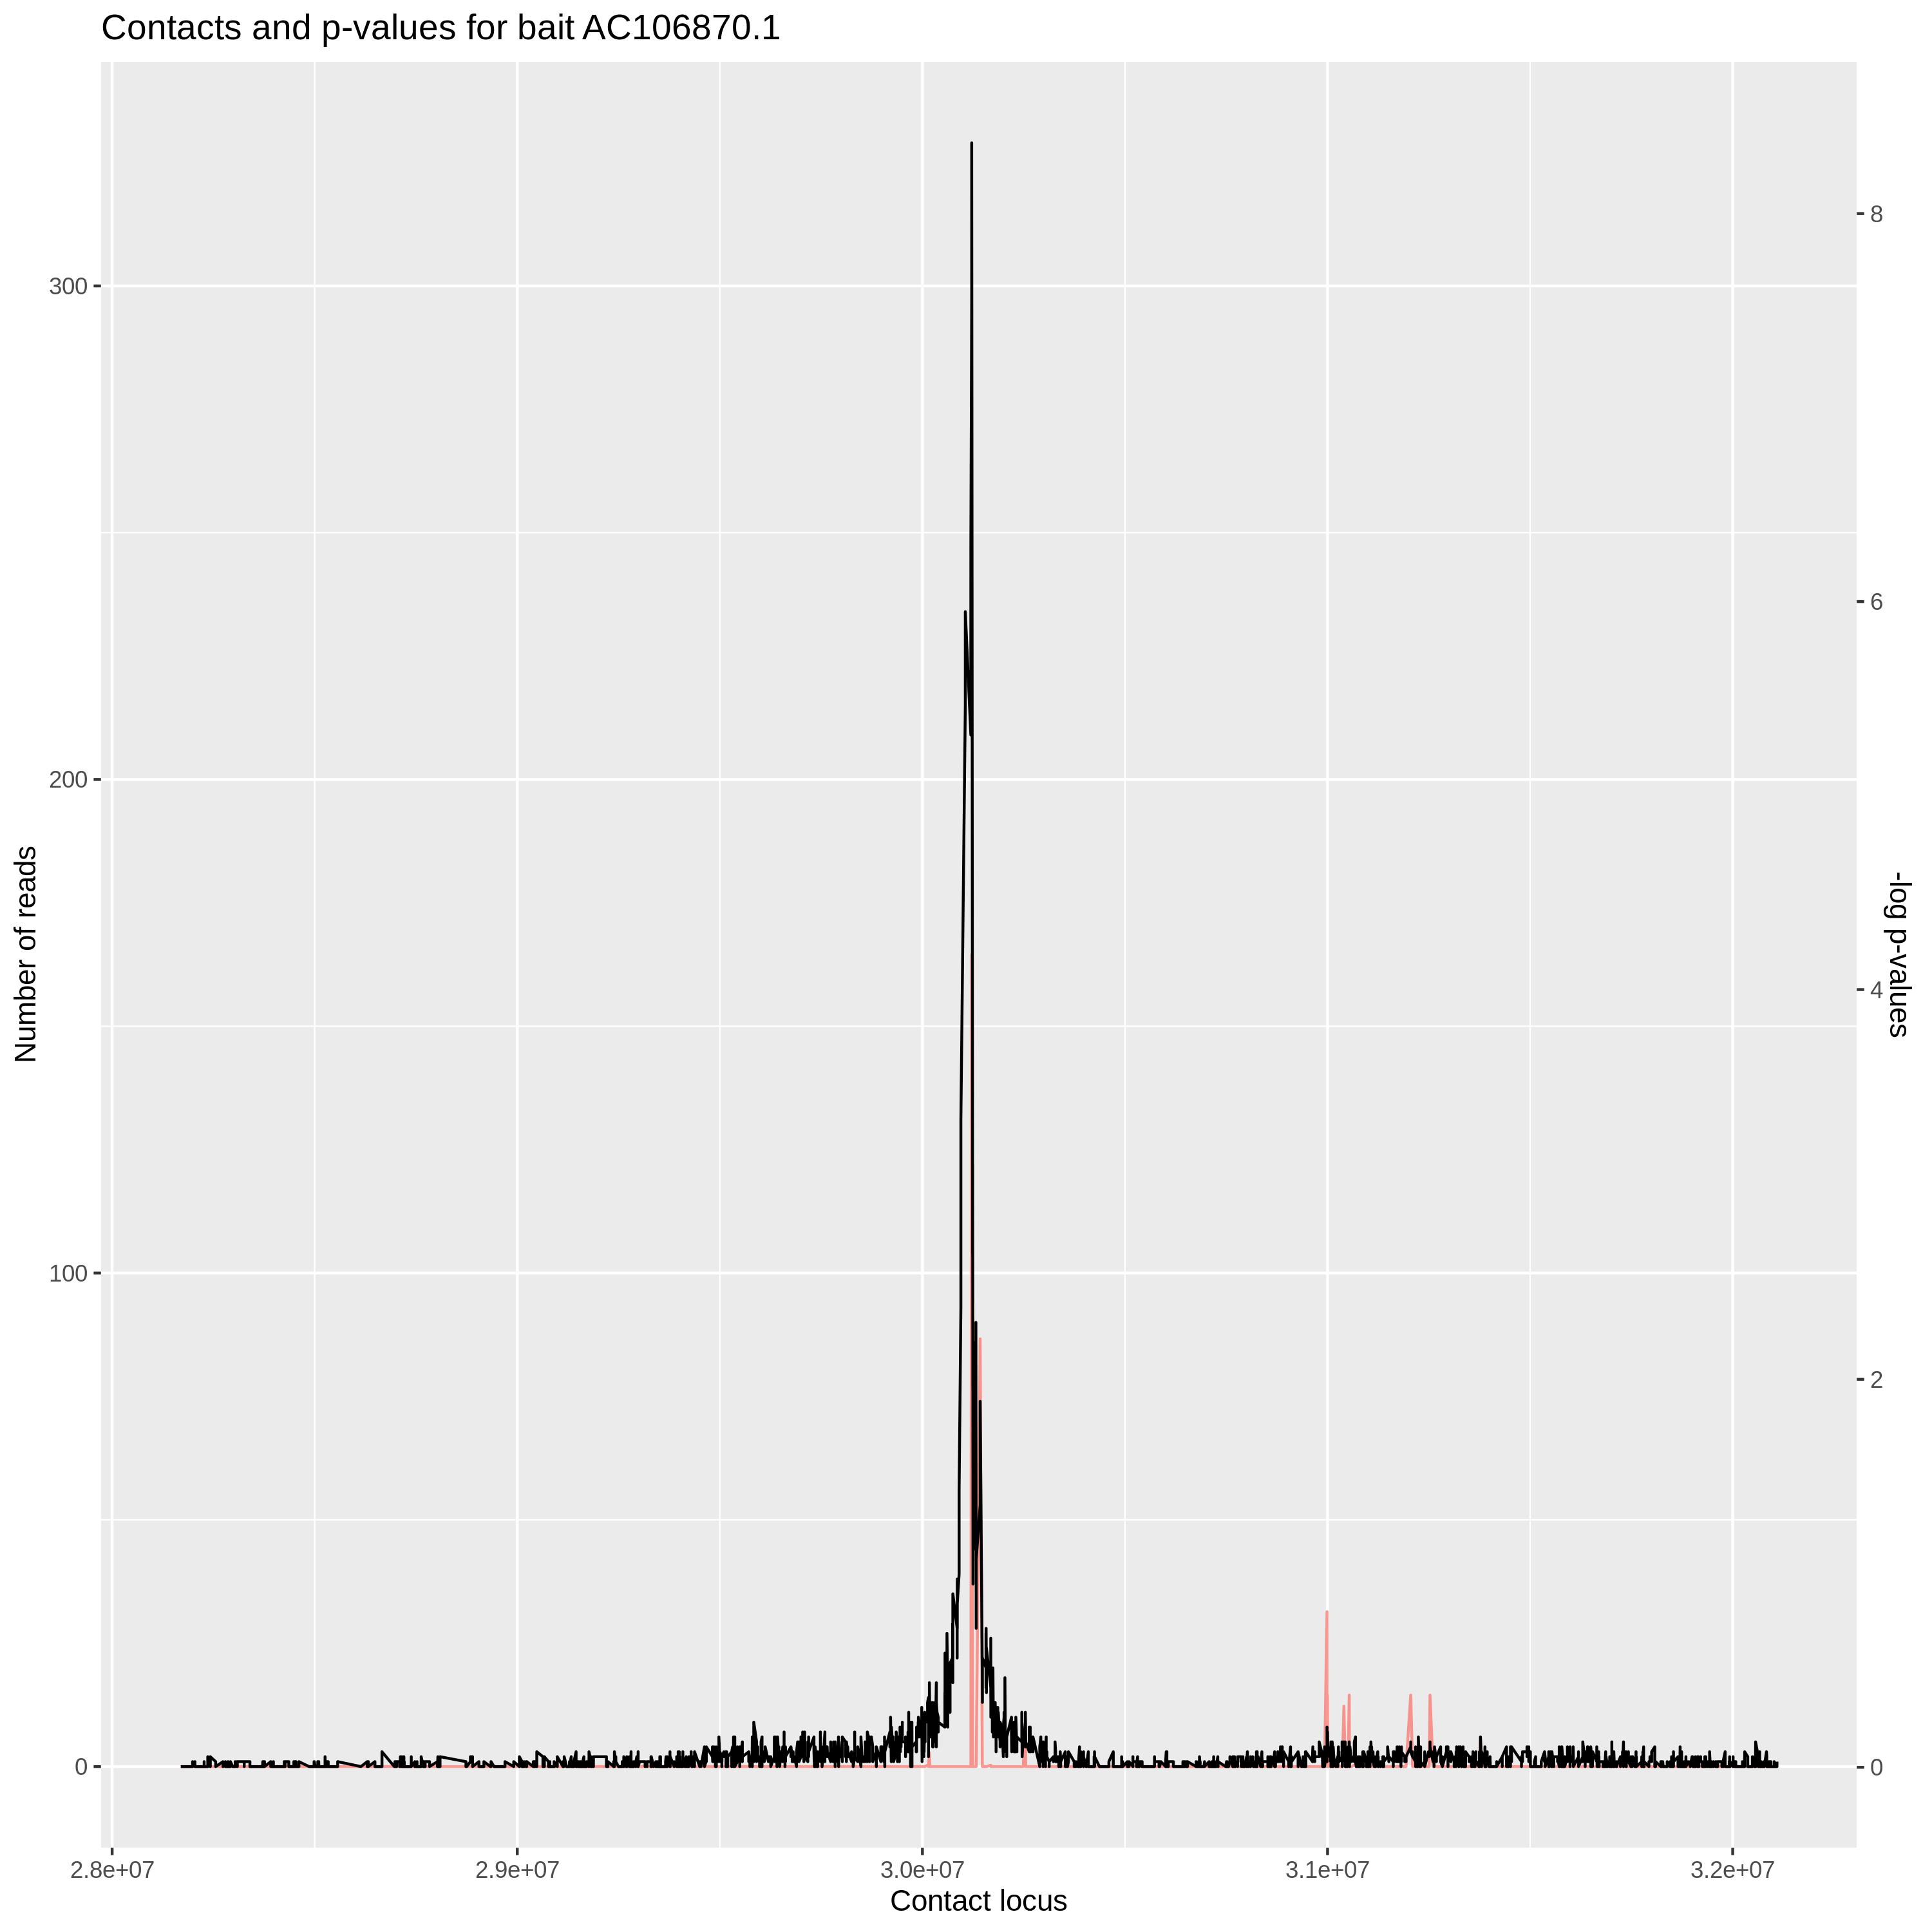 Contacts and p-values for bait AC106870.1
Number of reads
300
200
100
0
8
6
4
2
0
-log p-values
2.8e+07 2.9e+07 3.0e+07 3.1e+07 3.2e+07
Contact locus